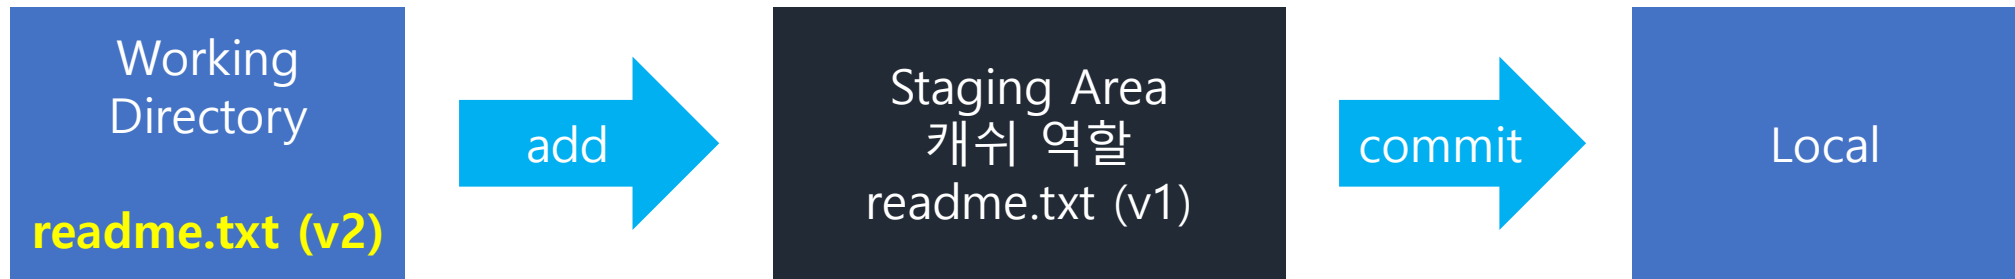 Working
Directory
readme.txt (v2)
add
Staging Area
캐쉬 역할
readme.txt (v1)
commit
Local